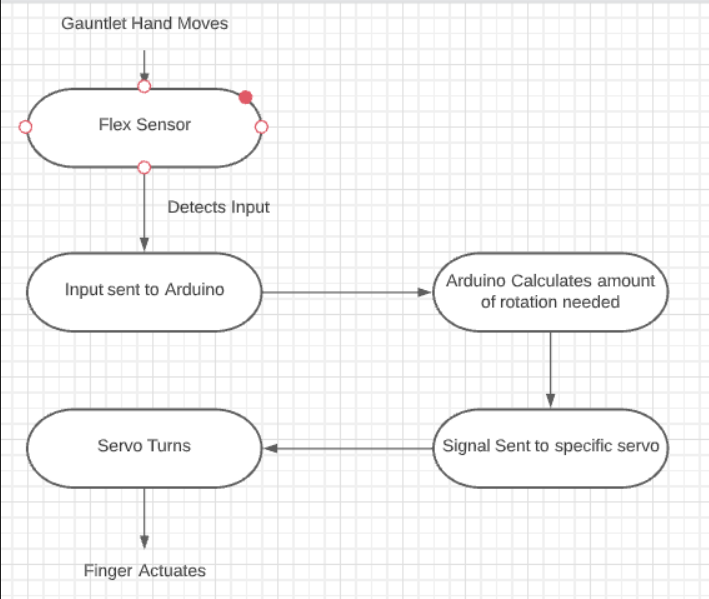 Gauntlet Hand Moves
Flex Sensor
Detects Input
Input sent to Arduino
Arduino Calculates amount
of rotation needed
Signal Sent to specific servo
Servo Turns
Finger Actuates